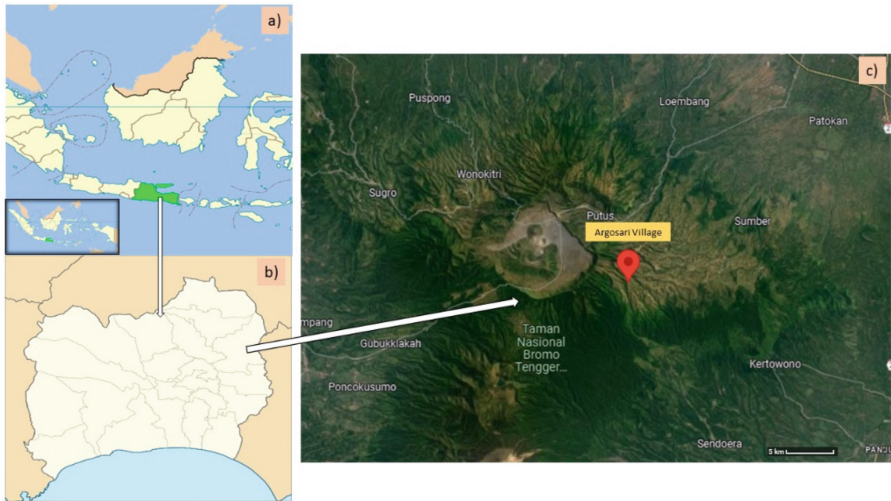 a)
b)
c)
Puspong
Loembang
Patokan
Wonokitri
Sugro
Putus
Sumber
Argosari Village
mpang
Gubukklakah
Taman
Nasional
Bromo
Tengger...
Poncokusumo
Kertowono
Sendoera
5 km
PANJU